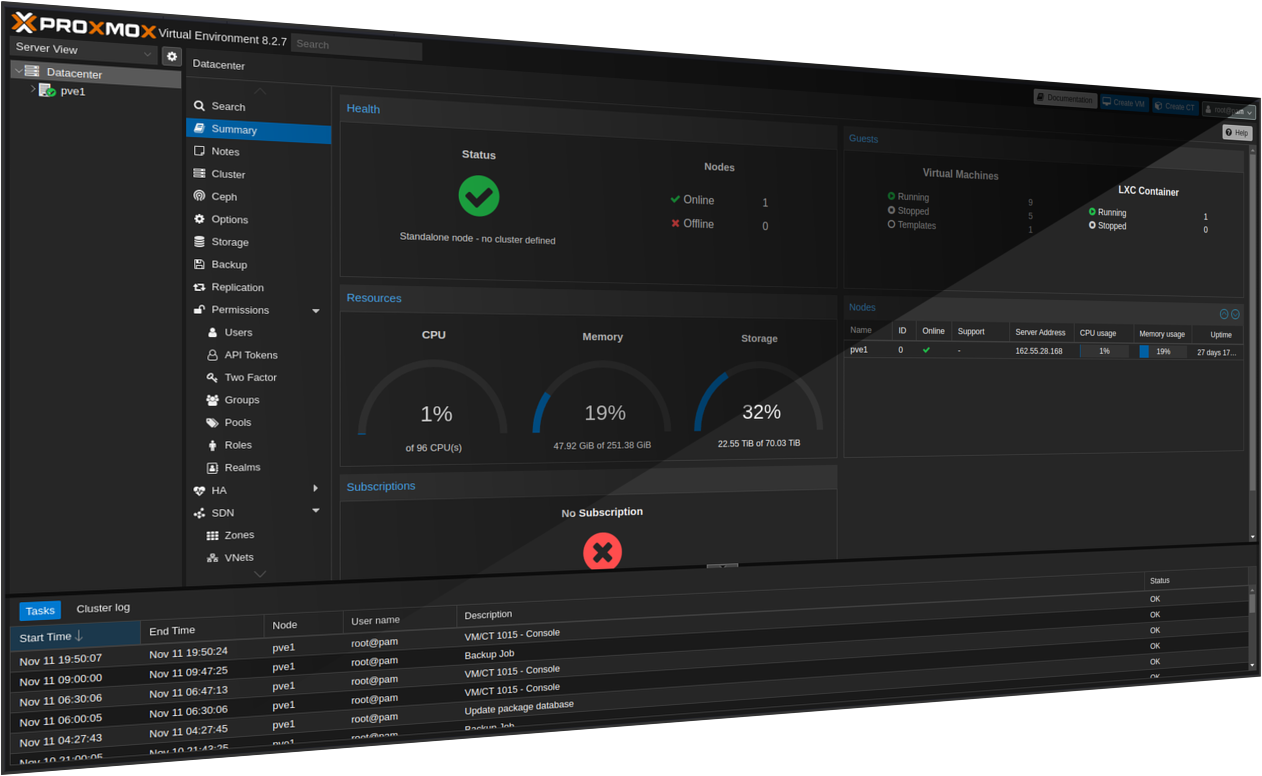 PROXMOX Virtual Environment 8.2.7 Search
Server View
Datacenter
pve1
Datacenter
Documentation Create VM Create CT root@pam
Help
Search
Summary
Notes
Cluster
Ceph
Options
Storage
Backup
Replication
Permissions
Users
API Tokens
Two Factor
Groups
Pools
Roles
Realms
HA
SDN
Zones
VNets
Health
Status
Standalone node - no cluster defined
Nodes
Online 1
Offline 0
Guests
Virtual Machines
Running 9
Stopped 5
Templates 1
LXC Container
Running 1
Stopped 0
Resources
CPU
1%
of 96 CPU(s)
Memory
19%
47.92 GiB of 251.38 GiB
Storage
32%
22.55 TiB of 70.03 TiB
Nodes
Name ID Online Support Server Address CPU usage Memory usage Uptime
pve1 0 - 162.55.28.168 1% 19% 27 days 17...
Subscriptions
No Subscription
Tasks Cluster log
Start Time End Time Node User name Description Status
Nov 11 19:50:07 Nov 11 19:50:24 pve1 root@pam VM/CT 1015 - Console OK
Nov 11 09:00:00 Nov 11 09:47:25 pve1 root@pam Backup Job OK
Nov 11 06:30:06 Nov 11 06:47:13 pve1 root@pam VM/CT 1015 - Console OK
Nov 11 06:00:05 Nov 11 06:30:06 pve1 root@pam VM/CT 1015 - Console OK
Nov 11 04:27:43 Nov 11 04:27:45 pve1 root@pam Update package database OK
Nov 10 21:00:05 Nov 10 21:43:25 pve1 root@pam Backup Job OK